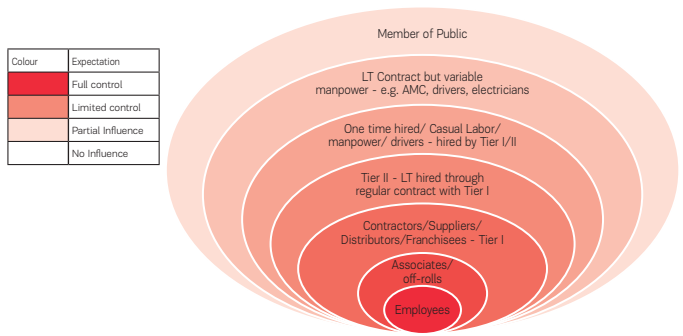 Colour Expectation
Full control
Limited control
Partial Influence
No Influence
Member of Public
LT Contract but variable
manpower - e.g. AMC, drivers, electricians
One time hired/ Casual Labor/
manpower/ drivers - hired by Tier I/II
Tier II - LT hired through
regular contract with Tier I
Contractors/Suppliers/
Distributors/Franchisees - Tier I
Associates/
off-rolls
Employees